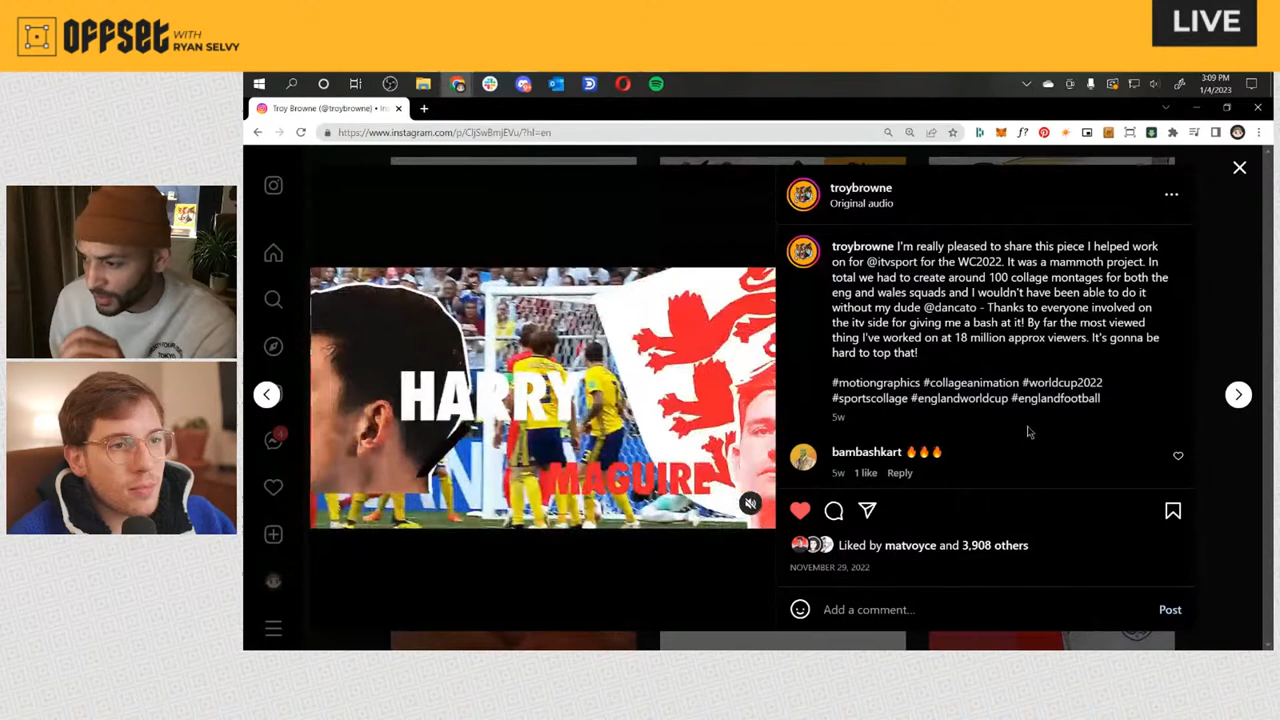 OFFSET
WITH
RYAN SELVY
LIVE
3:09 PM
1/4/2023
Troy Browne (@troybrowne) • Ins
https://www.instagram.com/p/CljSwBmjEVu/?hl=en
troybrowne
Original audio
troybrowne I'm really pleased to share this piece I helped work
on for @itvsport for the WC2022. It was a mammoth project. In
total we had to create around 100 collage montages for both the
eng and wales squads and I wouldn't have been able to do it
without my dude @dancato - Thanks to everyone involved on
the itv side for giving me a bash at it! By far the most viewed
thing I've worked on at 18 million approx viewers. It's gonna be
hard to top that!
#motiongraphics #collageanimation #worldcup2022
#sportscollage #englandworldcup #englandfootball
5w
bambashkart 🔥🔥🔥
5w 1 like Reply
HARRY
MAGUIRE
Liked by matvoyce and 3,908 others
NOVEMBER 29, 2022
Add a comment...
Post